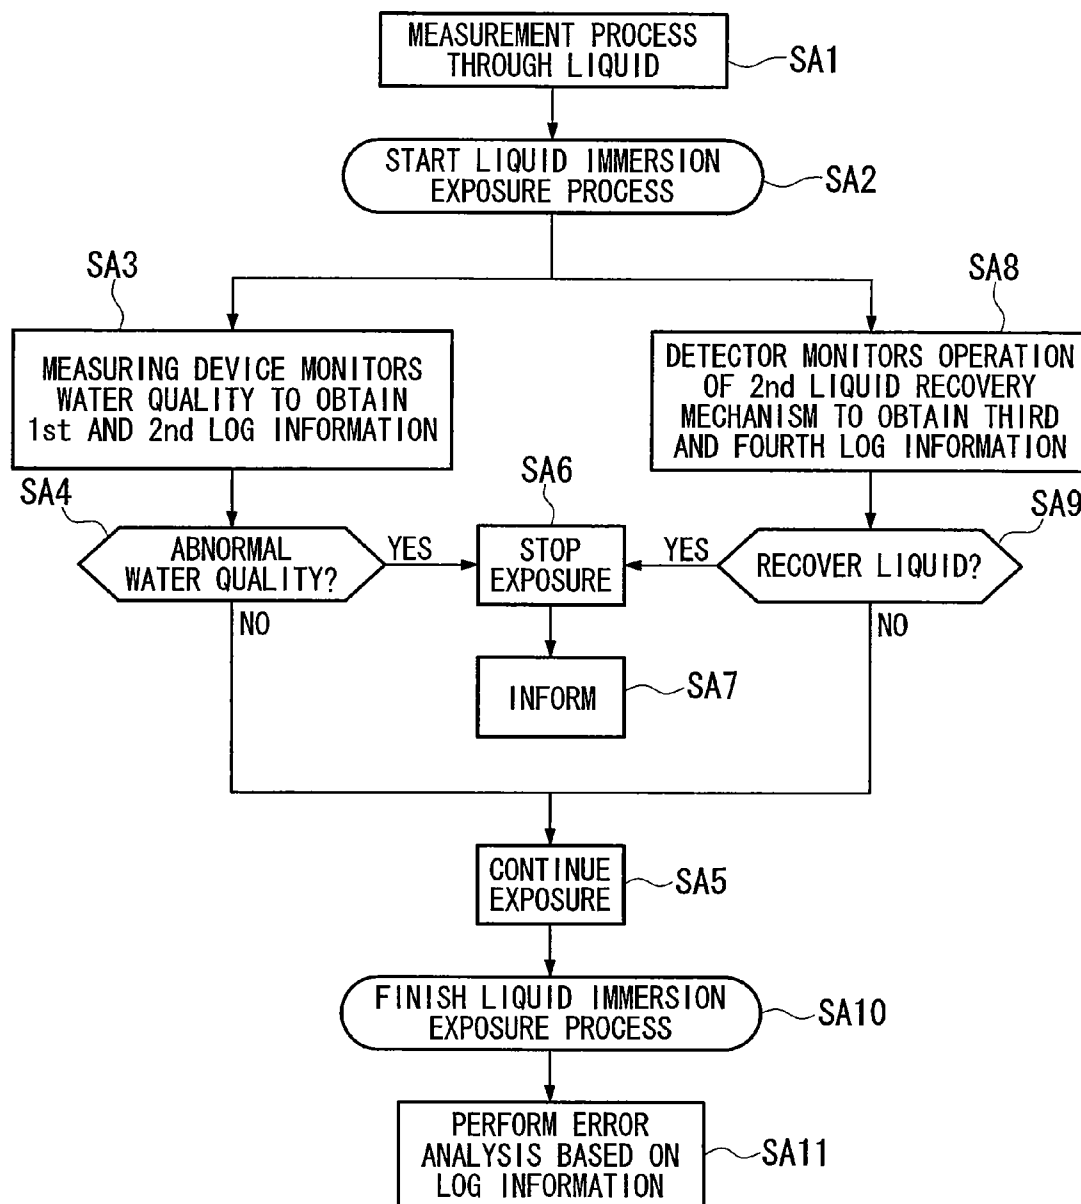 MEASUREMENT PROCESS
THROUGH LIQUID
SA1
START LIQUID IMMERSION
EXPOSURE PROCESS
SA2
SA3
MEASURING DEVICE MONITORS
WATER QUALITY TO OBTAIN
1st AND 2nd LOG INFORMATION
SA8
DETECTOR MONITORS OPERATION
OF 2nd LIQUID RECOVERY
MECHANISM TO OBTAIN THIRD
AND FOURTH LOG INFORMATION
SA4
ABNORMAL
WATER QUALITY?
YES
NO
SA6
STOP
EXPOSURE
SA9
RECOVER LIQUID?
YES
NO
INFORM
SA7
CONTINUE
EXPOSURE
SA5
FINISH LIQUID IMMERSION
EXPOSURE PROCESS
SA10
PERFORM ERROR
ANALYSIS BASED ON
LOG INFORMATION
SA11